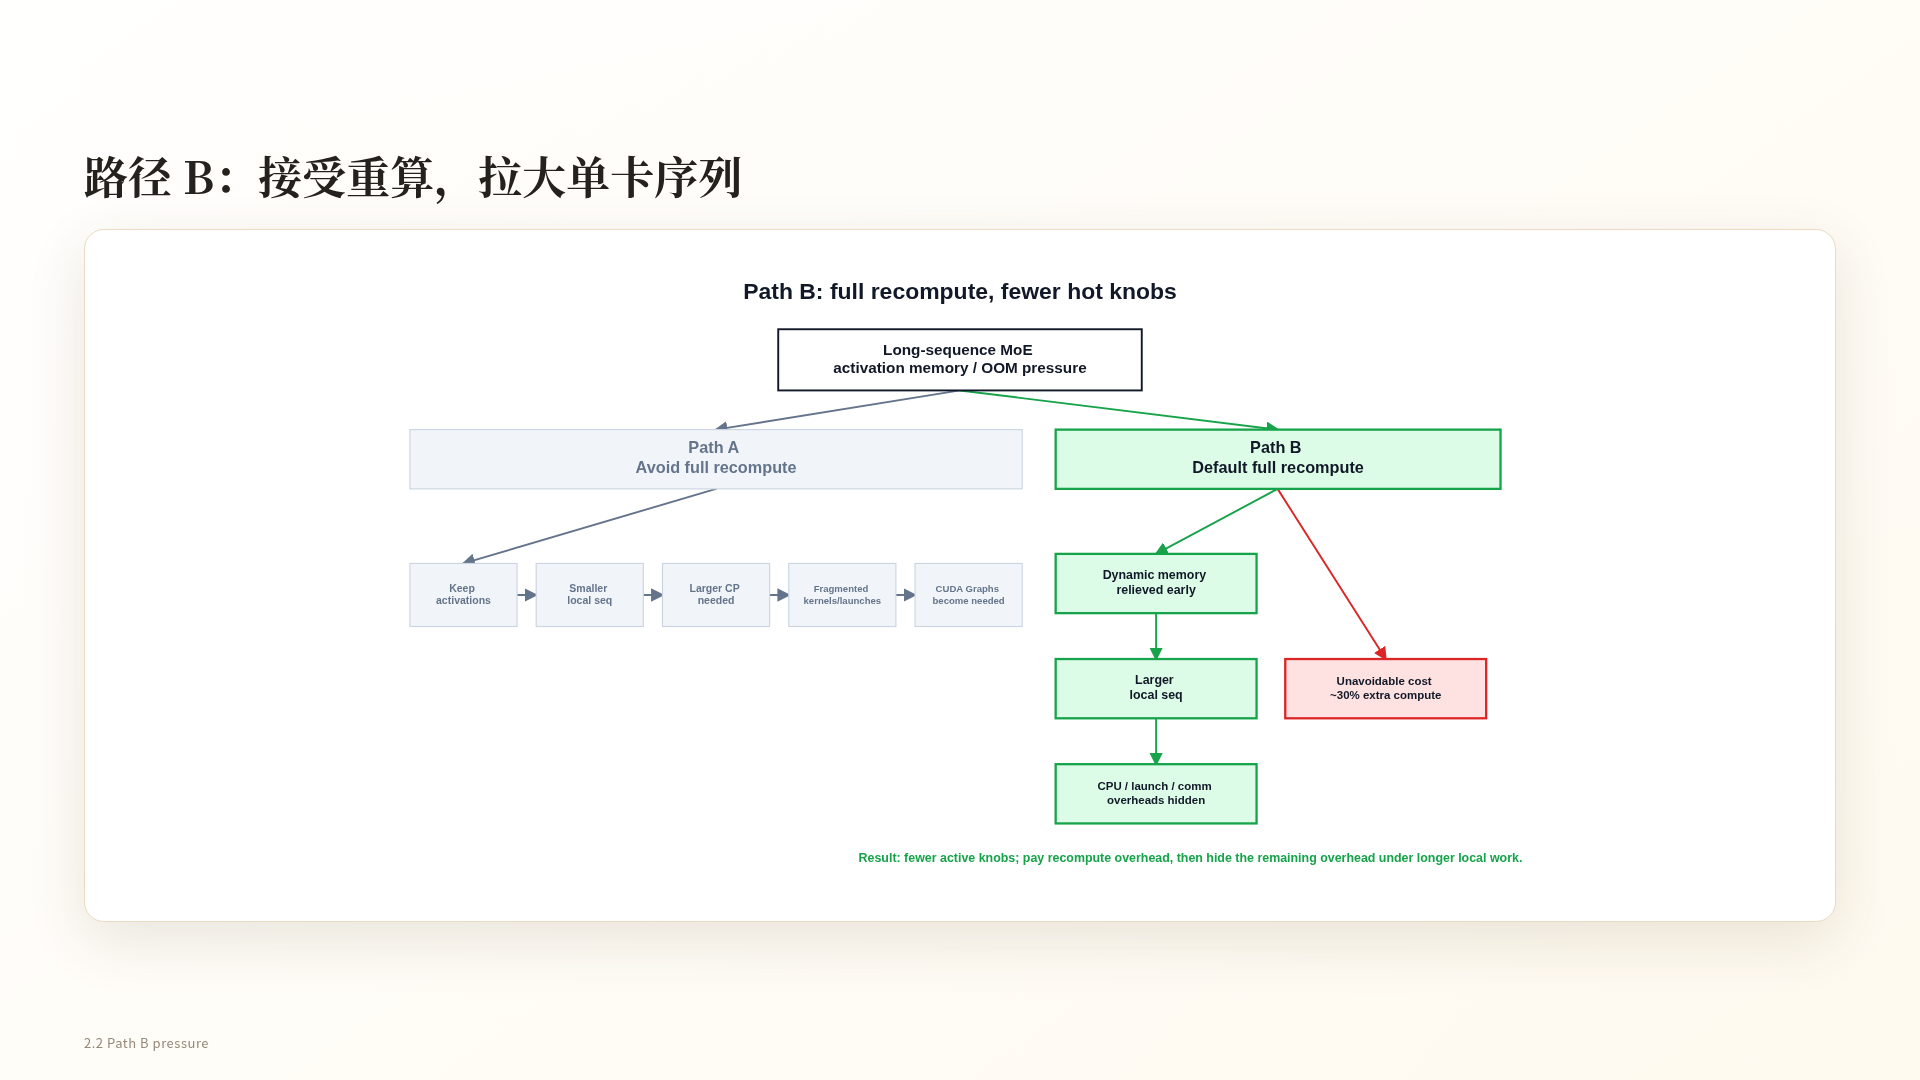 路径 B：接受重算，拉大单卡序列
Path B: full recompute, fewer hot knobs
Long-sequence MoE
activation memory / OOM pressure
Path A
Avoid full recompute
Path B
Default full recompute
Keep
activations
Smaller
local seq
Larger CP
needed
Fragmented
kernels/launches
CUDA Graphs
become needed
Dynamic memory
relieved early
Larger
local seq
Unavoidable cost
~30% extra compute
CPU / launch / comm
overheads hidden
Result: fewer active knobs; pay recompute overhead, then hide the remaining overhead under longer local work.
2.2 Path B pressure